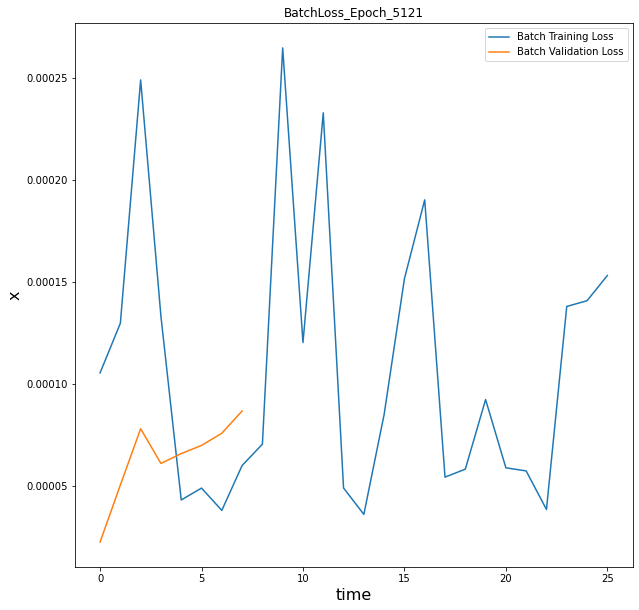 BatchLoss_Epoch_5121
Batch Training Loss
Batch Validation Loss
0.00025
0.00020
0.00015
0.00010
0.00005
x
0 5 10 15 20 25
time